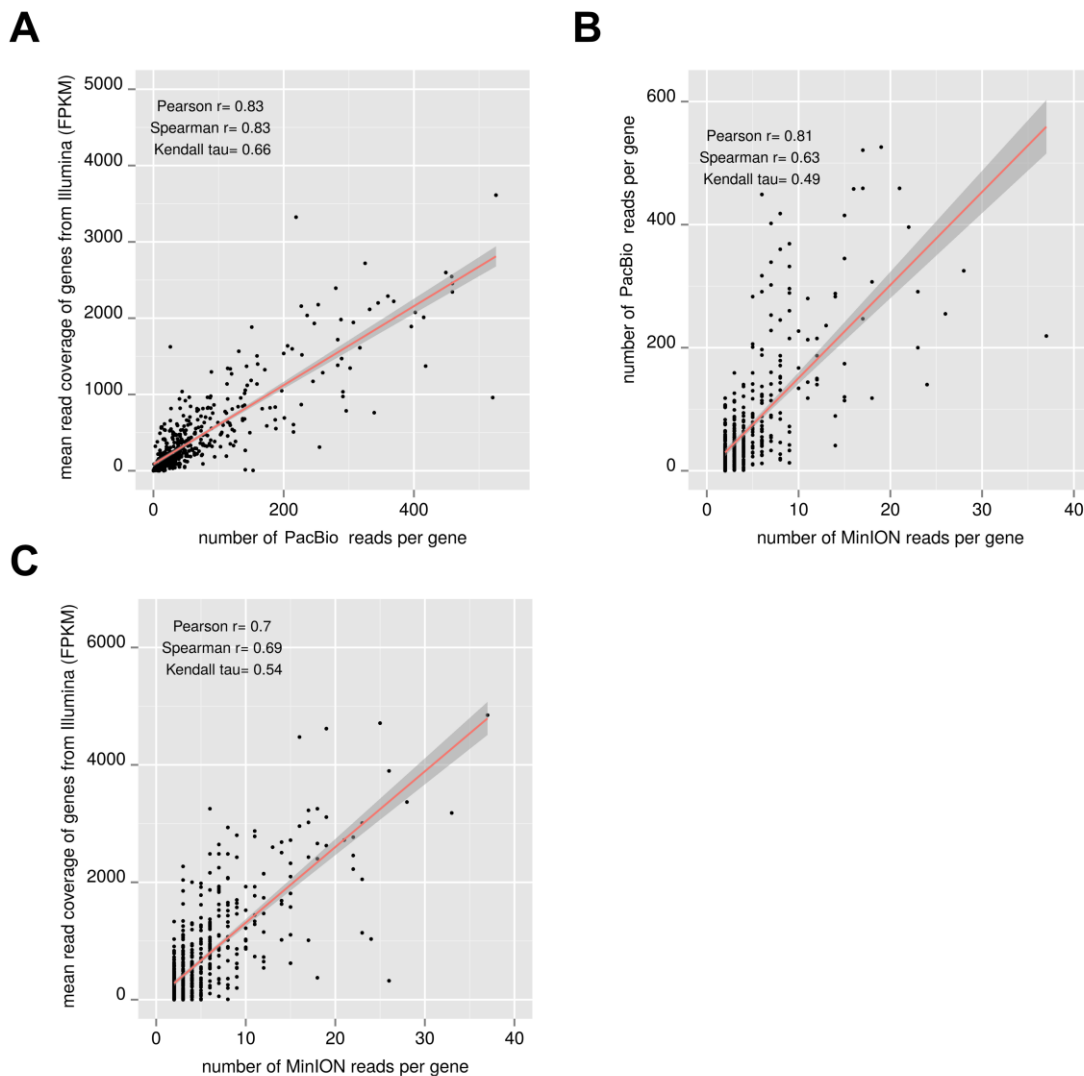 A
mean read coverage of genes from Illumina (FPKM)
5000
4000
3000
2000
1000
0
Pearson r= 0.83
Spearman r= 0.83
Kendall tau= 0.66
0 200 400
number of PacBio reads per gene
B
number of PacBio reads per gene
600
400
200
0
Pearson r= 0.81
Spearman r= 0.63
Kendall tau= 0.49
0 10 20 30 40
number of MinION reads per gene
C
mean read coverage of genes from Illumina (FPKM)
6000
4000
2000
0
Pearson r= 0.7
Spearman r= 0.69
Kendall tau= 0.54
0 10 20 30 40
number of MinION reads per gene